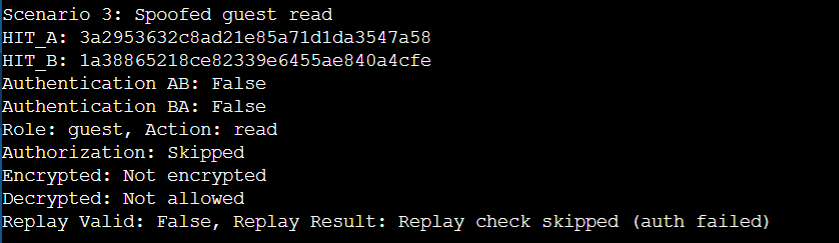 Scenario 3: Spoofed guest read
HIT_A: 3a2953632c8ad21e85a71d1da3547a58
HIT_B: 1a38865218ce82339e6455ae840a4cfe
Authentication AB: False
Authentication BA: False
Role: guest, Action: read
Authorization: Skipped
Encrypted: Not encrypted
Decrypted: Not allowed
Replay Valid: False, Replay Result: Replay check skipped (auth failed)